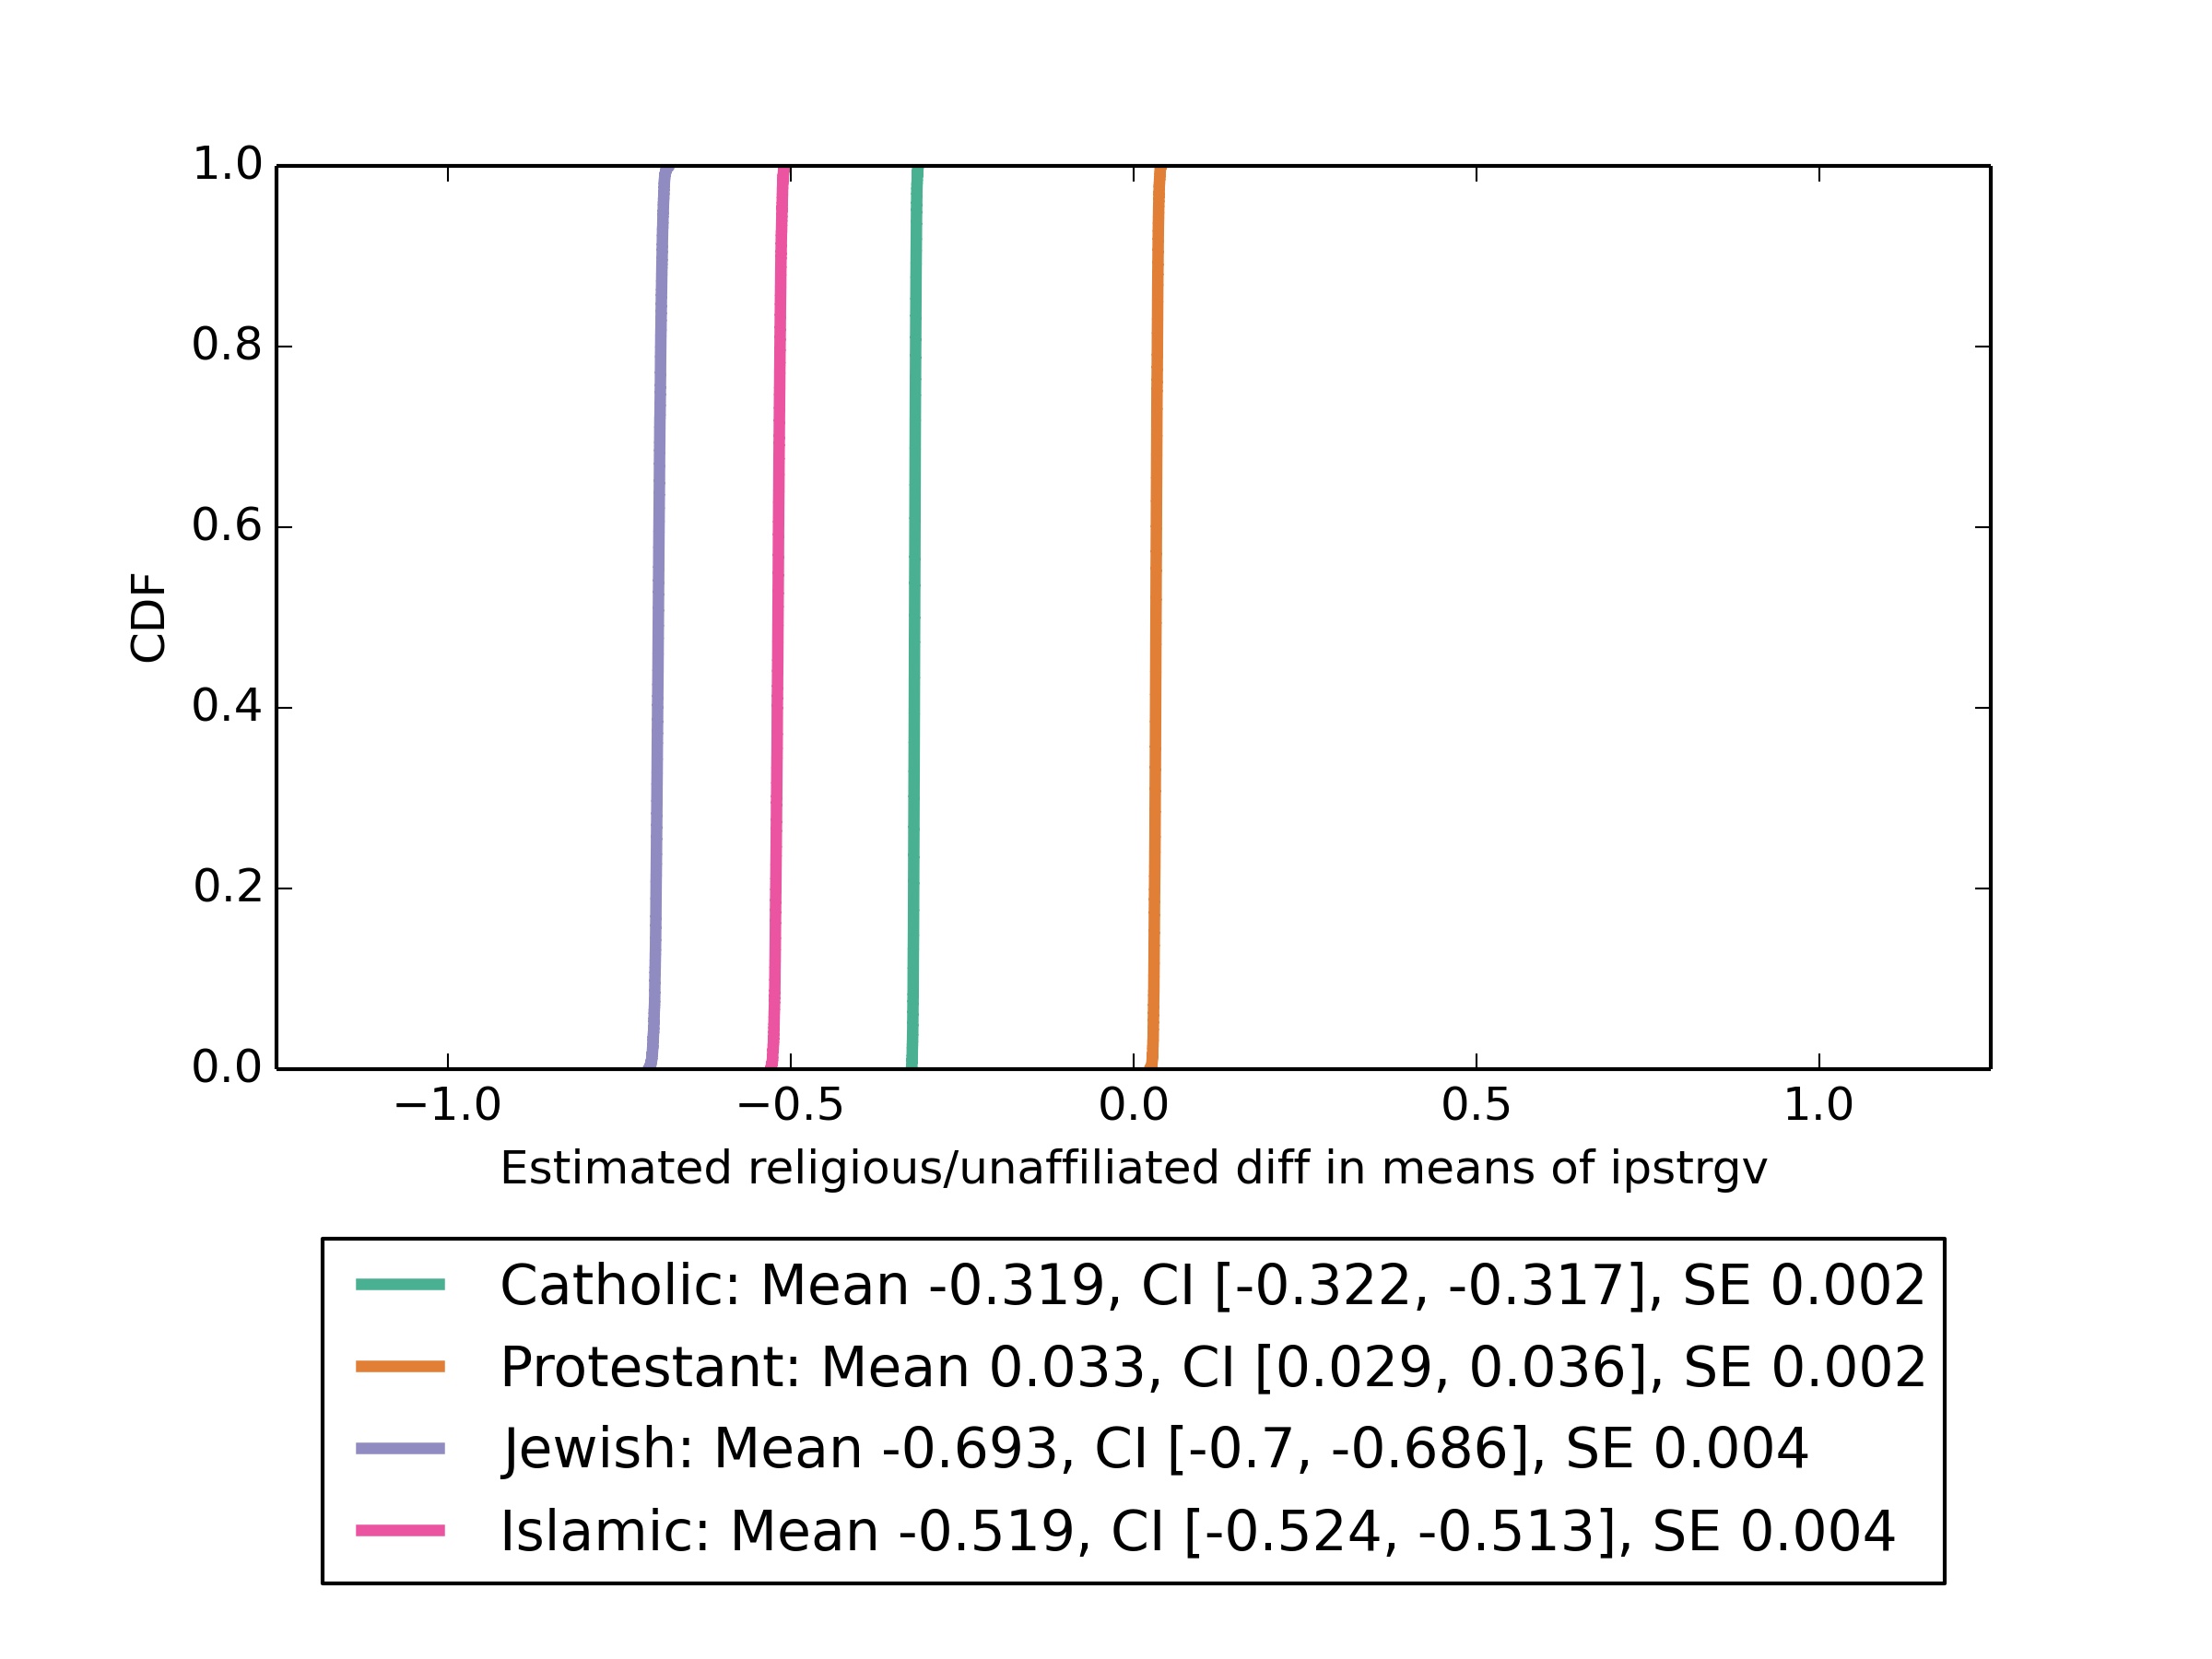 1.0
0.8
0.6
0.4
0.2
0.0
CDF
−1.0 −0.5 0.0 0.5 1.0
Estimated religious/unaffiliated diff in means of ipstrgv
Catholic: Mean -0.319, CI [-0.322, -0.317], SE 0.002
Protestant: Mean 0.033, CI [0.029, 0.036], SE 0.002
Jewish: Mean -0.693, CI [-0.7, -0.686], SE 0.004
Islamic: Mean -0.519, CI [-0.524, -0.513], SE 0.004